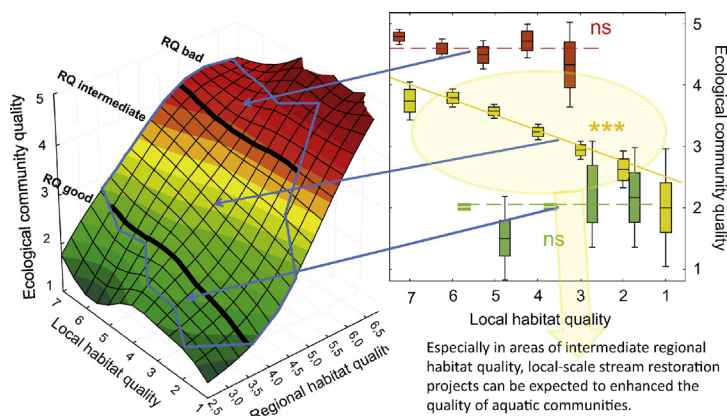 RQ bad
RQ intermediate
RQ good
Ecological community quality
5
4
3
2
1
7
6
5
4
3
2
1
Local habitat quality
2.5
3.0
3.5
4.0
4.5
5.0
5.5
6.0
6.5
Regional habitat quality
ns
***
ns
5
4
3
2
1
Ecological community quality
7 6 5 4 3 2 1
Local habitat quality
Especially in areas of intermediate regional
habitat quality, local-scale stream restoration
projects can be expected to enhanced the
quality of aquatic communities.